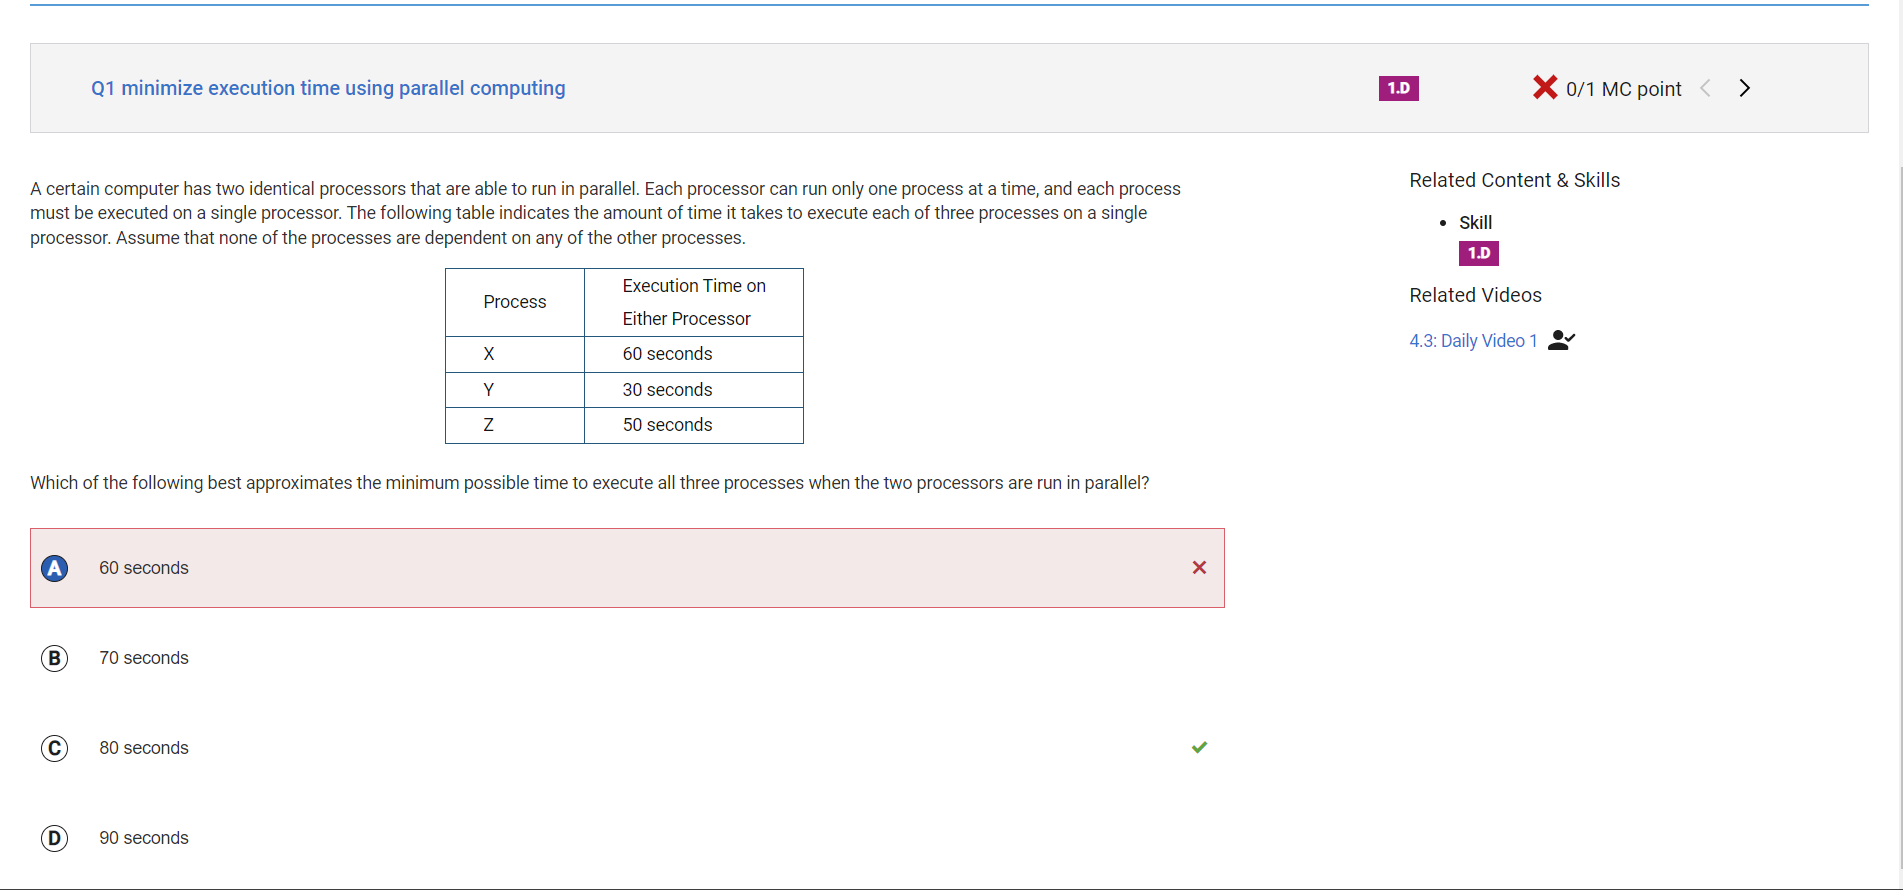 Q1 minimize execution time using parallel computing
1.D
0/1 MC point
A certain computer has two identical processors that are able to run in parallel. Each processor can run only one process at a time, and each process
must be executed on a single processor. The following table indicates the amount of time it takes to execute each of three processes on a single
processor. Assume that none of the processes are dependent on any of the other processes.
Process
Execution Time on
Either Processor
X 60 seconds
Y 30 seconds
Z 50 seconds
Which of the following best approximates the minimum possible time to execute all three processes when the two processors are run in parallel?
A 60 seconds
B 70 seconds
C 80 seconds
D 90 seconds
Related Content & Skills
• Skill
1.D
Related Videos
4.3: Daily Video 1